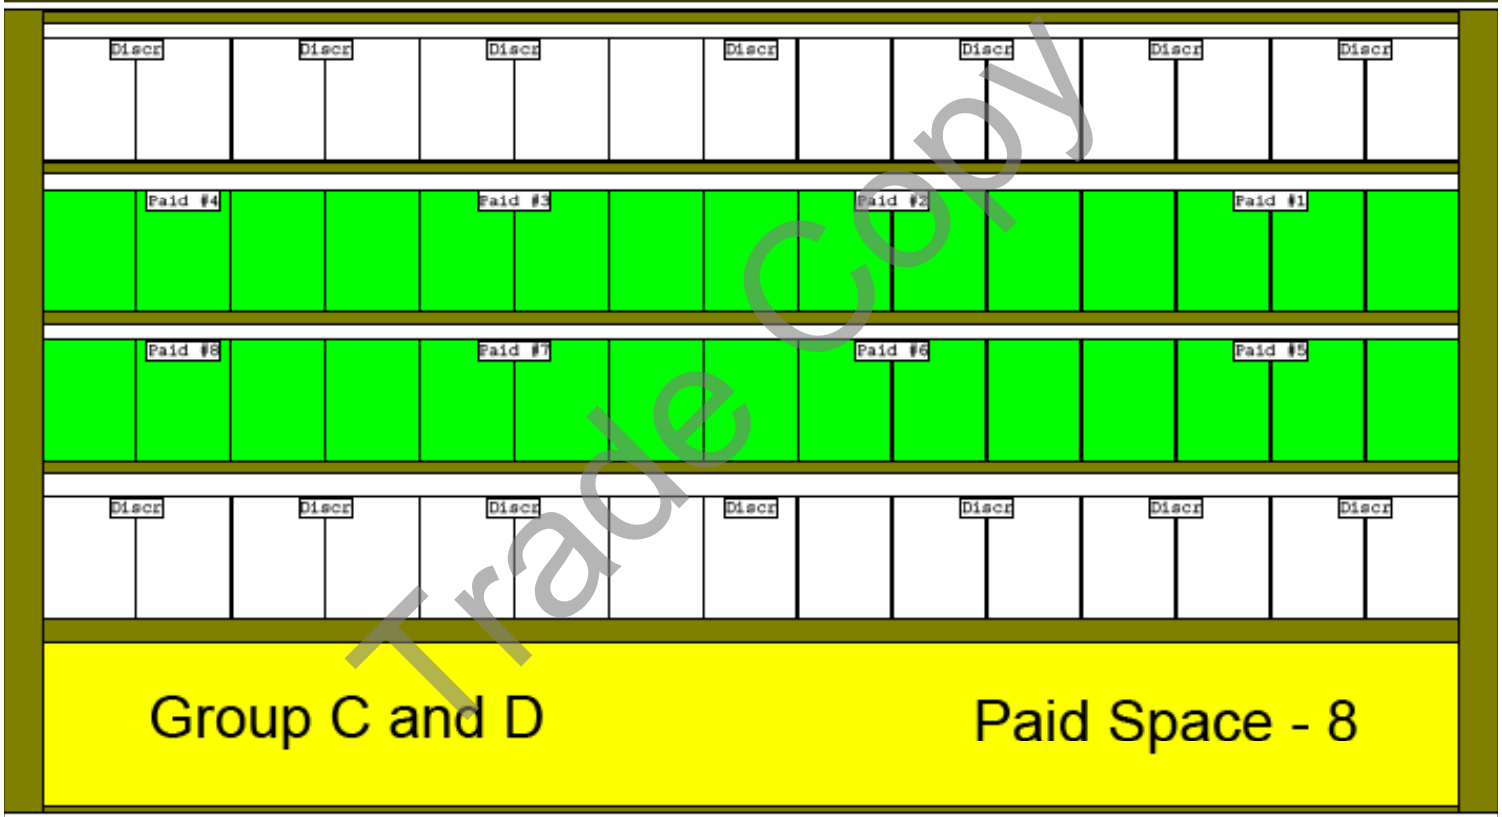 Discr Discr Discr Discr Discr Discr Discr
Paid #4 Paid #3 Paid #2 Paid #1
Paid #8 Paid #7 Paid #6 Paid #5
Discr Discr Discr Discr Discr Discr Discr
Group C and D Paid Space - 8
Trade Copy